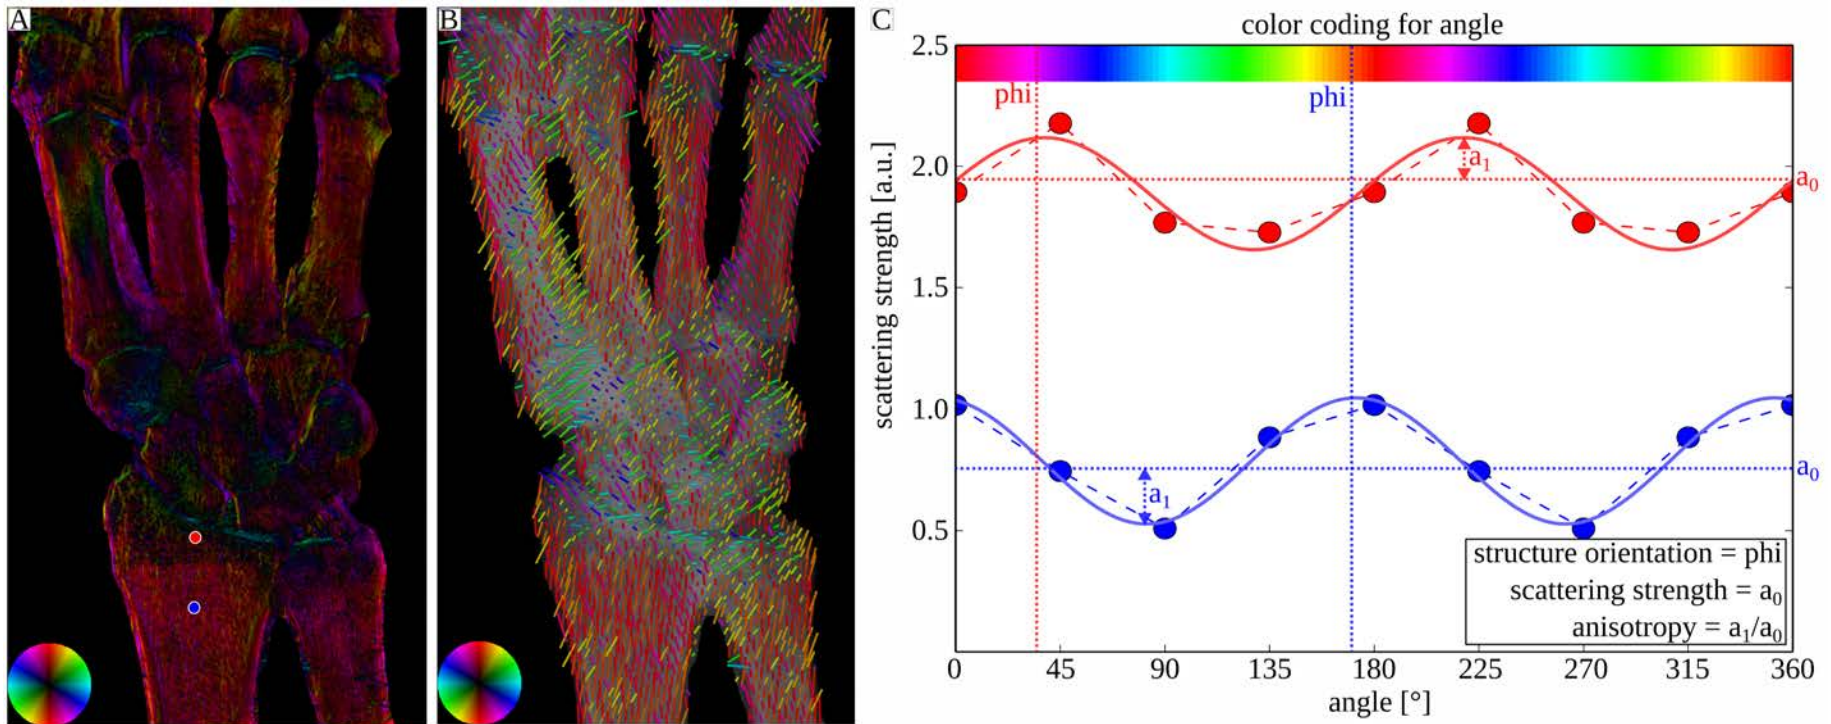 A
B
C
color coding for angle
2.5
phi
phi
2.0
a1
a0
scattering strength [a.u.]
1.5
1.0
a0
a1
0.5
structure orientation = phi
scattering strength = a0
anisotropy = a1/a0
0 45 90 135 180 225 270 315 360
angle [°]